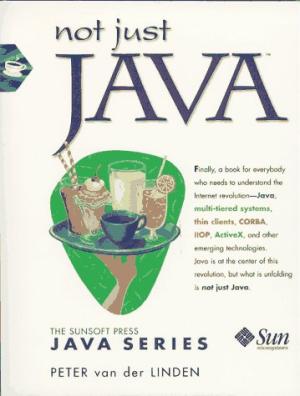 not just
JAVA™
Finally, a book for everybody
who needs to understand the
Internet revolution—Java,
multi-tiered systems,
thin clients, CORBA,
IIOP, ActiveX, and other
emerging technologies.
Java is at the center of this
revolution, but what is unfolding
is not just Java.
THE SUNSOFT PRESS
JAVA SERIES
Sun
microsystems
PETER van der LINDEN